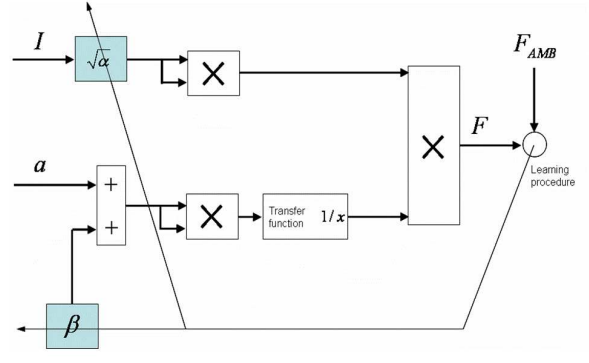 I
√α
×
F_AMB
×
F
Learning
procedure
a
+
+
×
Transfer
function
1/x
β